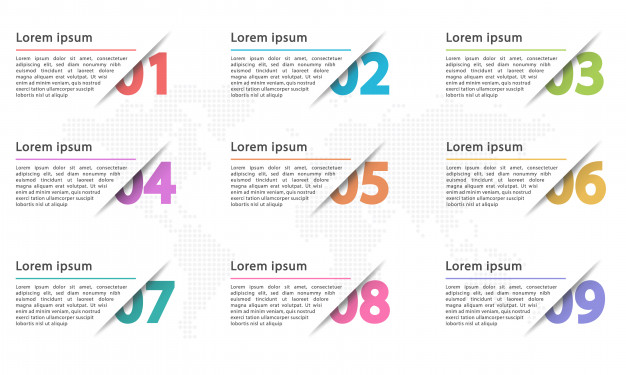 Lorem ipsum
Lorem ipsum dolor sit amet, consectetuer
adipiscing elit, sed diam nonummy nibh
euismod tincidunt ut laoreet dolore
magna aliquam erat volutpat. Ut wisi
enim ad minim veniam, quis nostrud
exerci tation ullamcorper suscipit
lobortis nisl ut aliquip
01
Lorem ipsum
Lorem ipsum dolor sit amet, consectetuer
adipiscing elit, sed diam nonummy nibh
euismod tincidunt ut laoreet dolore
magna aliquam erat volutpat. Ut wisi
enim ad minim veniam, quis nostrud
exerci tation ullamcorper suscipit
lobortis nisl ut aliquip
02
Lorem ipsum
Lorem ipsum dolor sit amet, consectetuer
adipiscing elit, sed diam nonummy nibh
euismod tincidunt ut laoreet dolore
magna aliquam erat volutpat. Ut wisi
enim ad minim veniam, quis nostrud
exerci tation ullamcorper suscipit
lobortis nisl ut aliquip
03
Lorem ipsum
Lorem ipsum dolor sit amet, consectetuer
adipiscing elit, sed diam nonummy nibh
euismod tincidunt ut laoreet dolore
magna aliquam erat volutpat. Ut wisi
enim ad minim veniam, quis nostrud
exerci tation ullamcorper suscipit
lobortis nisl ut aliquip
04
Lorem ipsum
Lorem ipsum dolor sit amet, consectetuer
adipiscing elit, sed diam nonummy nibh
euismod tincidunt ut laoreet dolore
magna aliquam erat volutpat. Ut wisi
enim ad minim veniam, quis nostrud
exerci tation ullamcorper suscipit
lobortis nisl ut aliquip
05
Lorem ipsum
Lorem ipsum dolor sit amet, consectetuer
adipiscing elit, sed diam nonummy nibh
euismod tincidunt ut laoreet dolore
magna aliquam erat volutpat. Ut wisi
enim ad minim veniam, quis nostrud
exerci tation ullamcorper suscipit
lobortis nisl ut aliquip
06
Lorem ipsum
Lorem ipsum dolor sit amet, consectetuer
adipiscing elit, sed diam nonummy nibh
euismod tincidunt ut laoreet dolore
magna aliquam erat volutpat. Ut wisi
enim ad minim veniam, quis nostrud
exerci tation ullamcorper suscipit
lobortis nisl ut aliquip
07
Lorem ipsum
Lorem ipsum dolor sit amet, consectetuer
adipiscing elit, sed diam nonummy nibh
euismod tincidunt ut laoreet dolore
magna aliquam erat volutpat. Ut wisi
enim ad minim veniam, quis nostrud
exerci tation ullamcorper suscipit
lobortis nisl ut aliquip
08
Lorem ipsum
Lorem ipsum dolor sit amet, consectetuer
adipiscing elit, sed diam nonummy nibh
euismod tincidunt ut laoreet dolore
magna aliquam erat volutpat. Ut wisi
enim ad minim veniam, quis nostrud
exerci tation ullamcorper suscipit
lobortis nisl ut aliquip
09